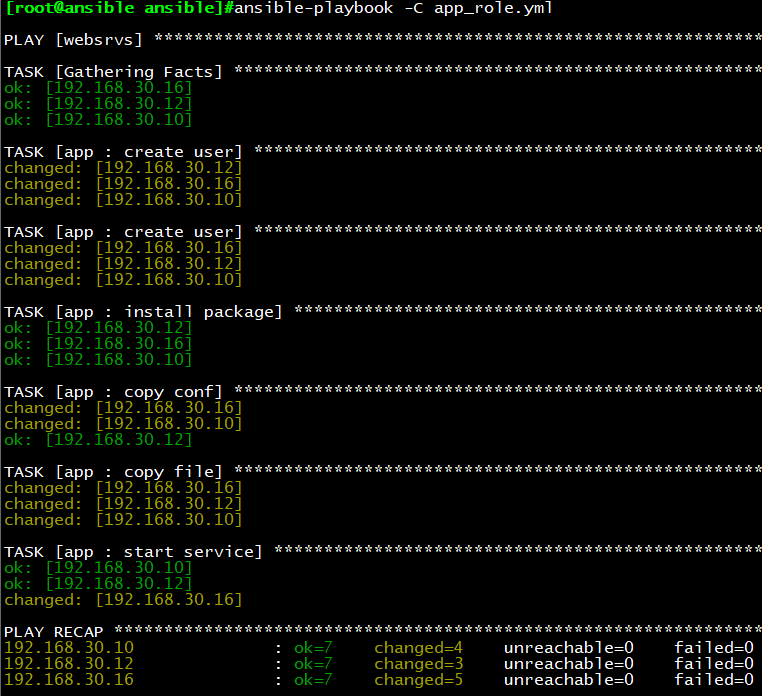 [root@ansible ansible]#ansible-playbook -C app_role.yml
PLAY [websrvs] *************************************************************
TASK [Gathering Facts] *****************************************************
ok: [192.168.30.16]
ok: [192.168.30.12]
ok: [192.168.30.10]
TASK [app : create user] ***************************************************
changed: [192.168.30.12]
changed: [192.168.30.16]
changed: [192.168.30.10]
TASK [app : create user] ***************************************************
changed: [192.168.30.16]
changed: [192.168.30.12]
changed: [192.168.30.10]
TASK [app : install package] ***********************************************
ok: [192.168.30.12]
ok: [192.168.30.16]
ok: [192.168.30.10]
TASK [app : copy conf] *****************************************************
changed: [192.168.30.16]
changed: [192.168.30.10]
ok: [192.168.30.12]
TASK [app : copy file] *****************************************************
changed: [192.168.30.16]
changed: [192.168.30.12]
changed: [192.168.30.10]
TASK [app : start service] *************************************************
ok: [192.168.30.10]
ok: [192.168.30.12]
changed: [192.168.30.16]
PLAY RECAP *****************************************************************
192.168.30.10 : ok=7 changed=4 unreachable=0 failed=0
192.168.30.12 : ok=7 changed=3 unreachable=0 failed=0
192.168.30.16 : ok=7 changed=5 unreachable=0 failed=0